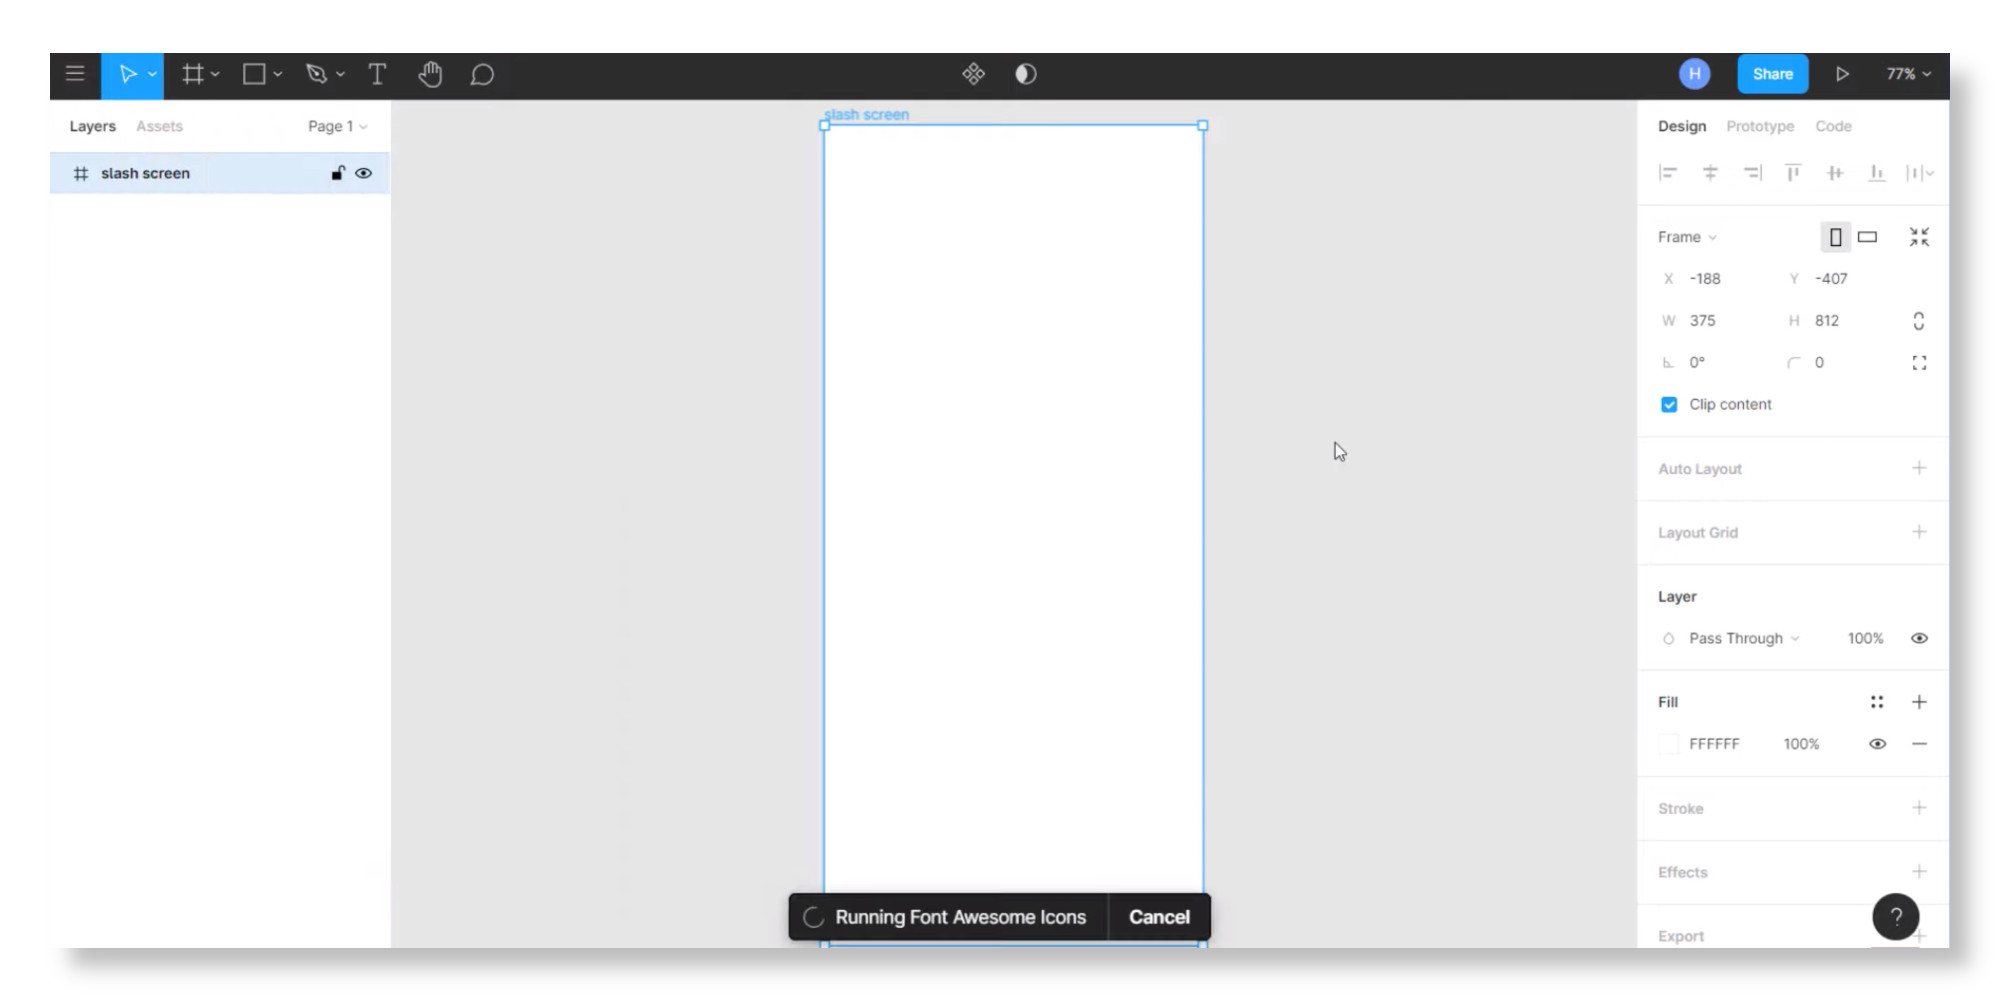 H
Share
77%
Layers Assets Page 1
slash screen
slash screen
Design Prototype Code
Frame
X -188 Y -407
W 375 H 812
0° 0
Clip content
Auto Layout
Layout Grid
Layer
Pass Through 100%
Fill
FFFFFF 100%
Stroke
Effects
Export
?
Running Font Awesome Icons Cancel